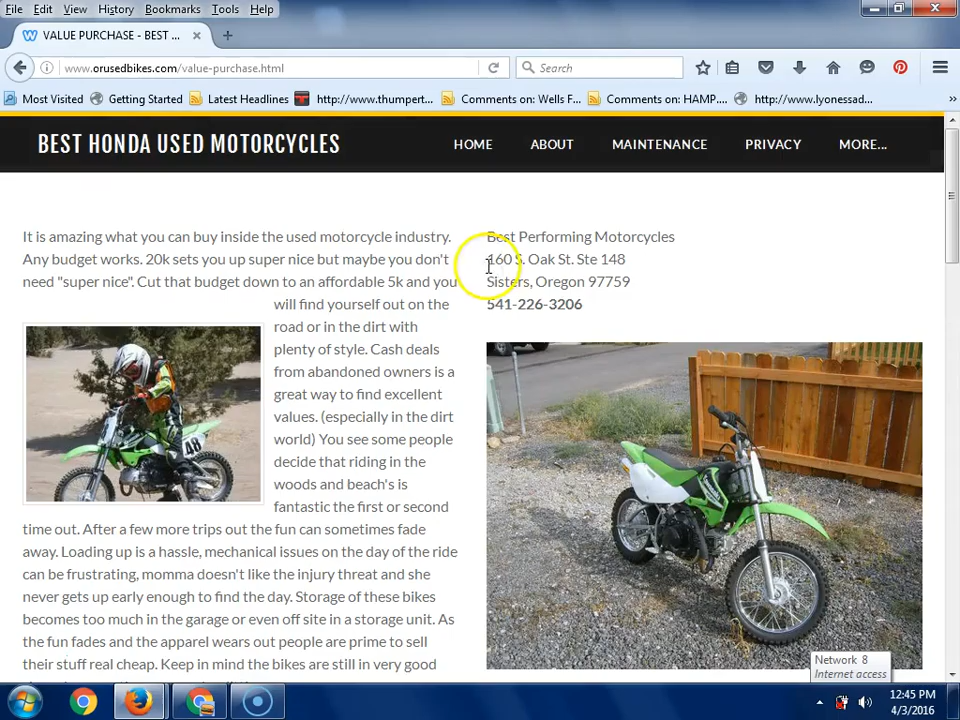 File Edit View History Bookmarks Tools Help
VALUE PURCHASE - BEST ...
www.orusedbikes.com/value-purchase.html
Search
Most Visited Getting Started Latest Headlines http://www.thumpert... Comments on: Wells F... Comments on: HAMP... http://www.lyonessad... »
BEST HONDA USED MOTORCYCLES
HOME ABOUT MAINTENANCE PRIVACY MORE...
It is amazing what you can buy inside the used motorcycle industry.
Any budget works. 20k sets you up super nice but maybe you don't
need "super nice". Cut that budget down to an affordable 5k and you
will find yourself out on the
road or in the dirt with
plenty of style. Cash deals
from abandoned owners is a
great way to find excellent
values. (especially in the dirt
world) You see some people
decide that riding in the
woods and beach's is
fantastic the first or second
time out. After a few more trips out the fun can sometimes fade
away. Loading up is a hassle, mechanical issues on the day of the ride
can be frustrating, momma doesn't like the injury threat and she
never gets up early enough to find the day. Storage of these bikes
becomes too much in the garage or even off site in a storage unit. As
the fun fades and the apparel wears out people are prime to sell
their stuff real cheap. Keep in mind the bikes are still in very good
Best Performing Motorcycles
160 S. Oak St. Ste 148
Sisters, Oregon 97759
541-226-3206
48
Network 8
Internet access
12:45 PM
4/3/2016